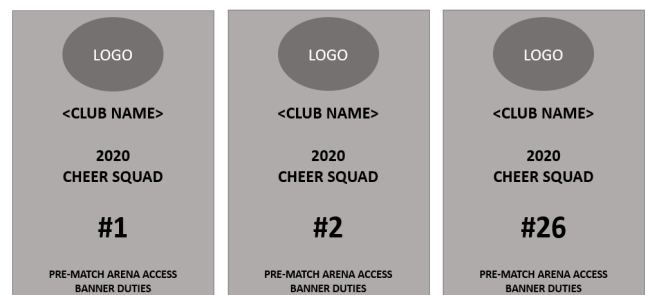 LOGO
<CLUB NAME>
2020
CHEER SQUAD
#1
PRE-MATCH ARENA ACCESS
BANNER DUTIES
LOGO
<CLUB NAME>
2020
CHEER SQUAD
#2
PRE-MATCH ARENA ACCESS
BANNER DUTIES
LOGO
<CLUB NAME>
2020
CHEER SQUAD
#26
PRE-MATCH ARENA ACCESS
BANNER DUTIES